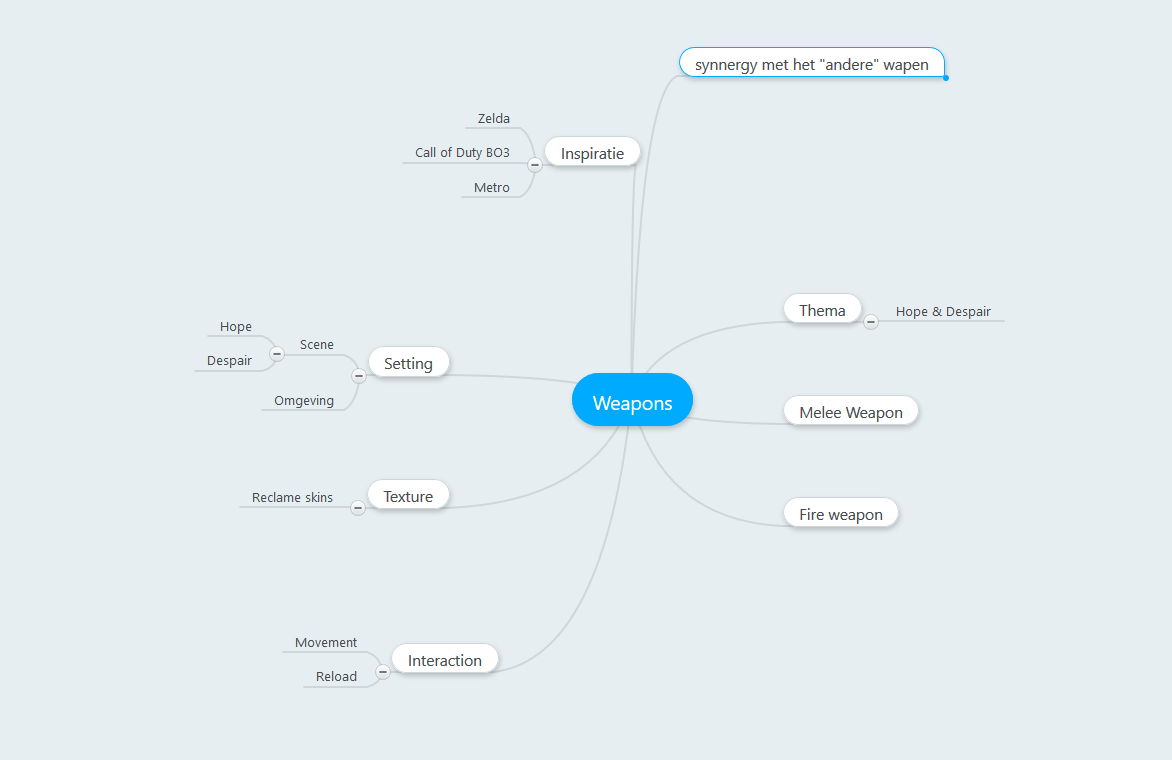 synnergy met het "andere" wapen
Zelda
Call of Duty BO3
Metro
Inspiratie
Thema
Hope & Despair
Hope
Despair
Scene
Omgeving
Setting
Weapons
Melee Weapon
Fire weapon
Reclame skins
Texture
Movement
Reload
Interaction